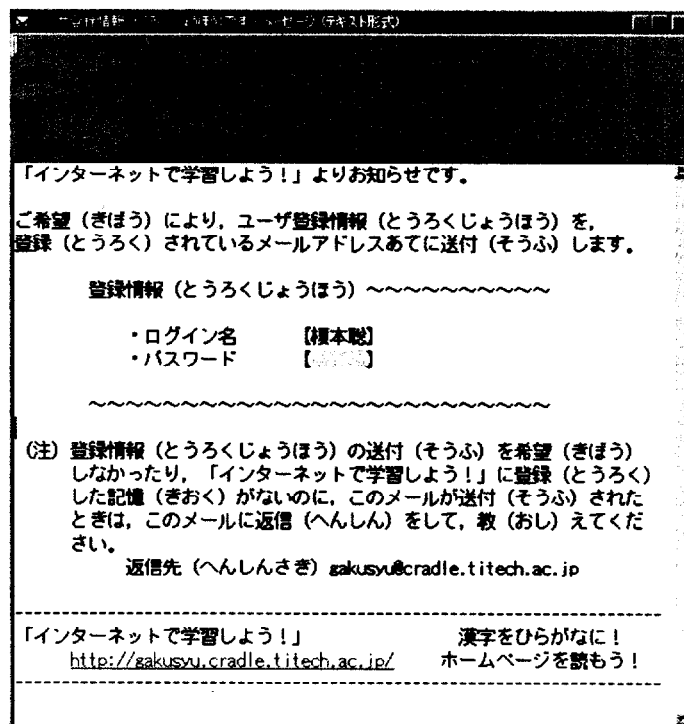 メッセージ (テキスト形式)
「インターネットで学習しよう！」よりお知らせです。
ご希望（きぼう）により，ユーザ登録情報（とうろくじょうほう）を，
登録（とうろく）されているメールアドレスあてに送付（そうふ）します。
登録情報（とうろくじょうほう）～～～～～～～～～～
・ログイン名 【榎本聡】
・パスワード 【 】
～～～～～～～～～～～～～～～～～～～～～～～～～
（注）登録情報（とうろくじょうほう）の送付（そうふ）を希望（きぼう）
しなかったり，「インターネットで学習しよう！」に登録（とうろく）
した記憶（きおく）がないのに，このメールが送付（そうふ）された
ときは，このメールに返信（へんしん）をして，教（おし）えてくだ
さい。
返信先（へんしんさき）gakusyu@cradle.titech.ac.jp
「インターネットで学習しよう！」 漢字をひらがなに！
http://gakusyu.cradle.titech.ac.jp/ ホームページを読もう！